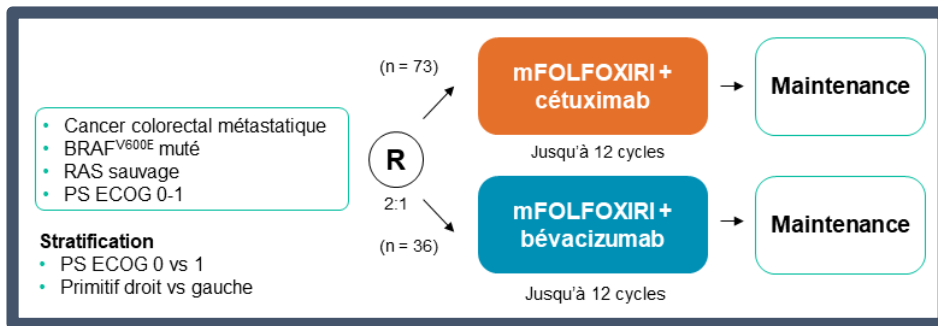 • Cancer colorectal métastatique
• BRAFV600E muté
• RAS sauvage
• PS ECOG 0-1
Stratification
• PS ECOG 0 vs 1
• Primitif droit vs gauche
(n = 73)
R
2:1
(n = 36)
mFOLFOXIRI +
cétuximab
Jusqu’à 12 cycles
Maintenance
mFOLFOXIRI +
bévacizumab
Jusqu’à 12 cycles
Maintenance